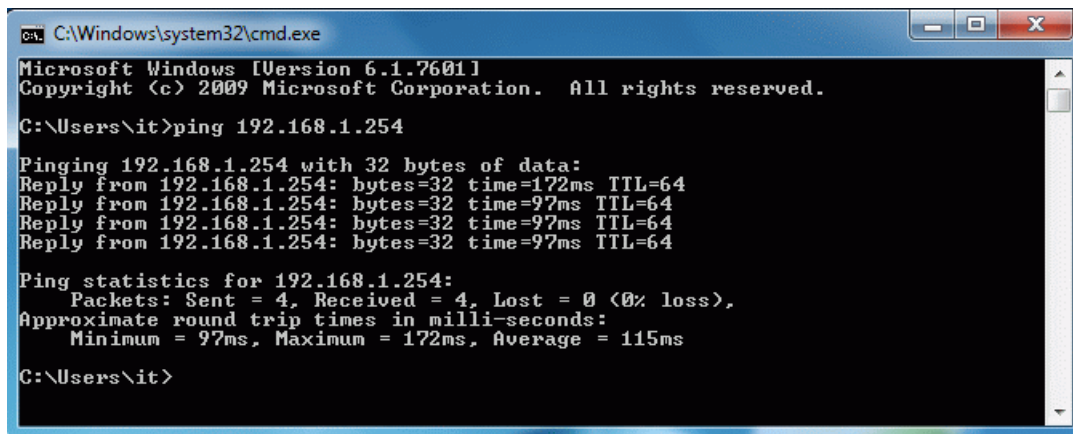 C:\Windows\system32\cmd.exe
Microsoft Windows [Version 6.1.7601]
Copyright (c) 2009 Microsoft Corporation.  All rights reserved.
C:\Users\it>ping 192.168.1.254
Pinging 192.168.1.254 with 32 bytes of data:
Reply from 192.168.1.254: bytes=32 time=172ms TTL=64
Reply from 192.168.1.254: bytes=32 time=97ms TTL=64
Reply from 192.168.1.254: bytes=32 time=97ms TTL=64
Reply from 192.168.1.254: bytes=32 time=97ms TTL=64
Ping statistics for 192.168.1.254:
    Packets: Sent = 4, Received = 4, Lost = 0 (0% loss),
Approximate round trip times in milli-seconds:
    Minimum = 97ms, Maximum = 172ms, Average = 115ms
C:\Users\it>